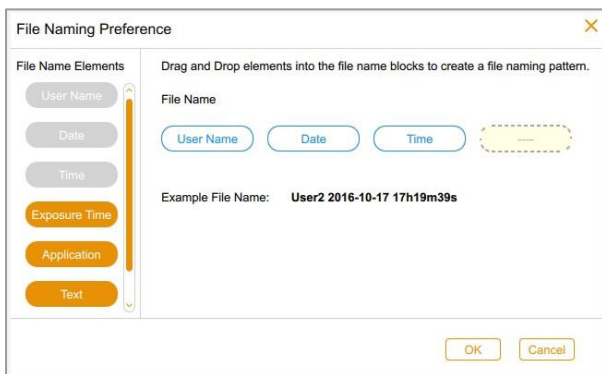 File Naming Preference
File Name Elements
User Name
Date
Time
Exposure Time
Application
Text
Drag and Drop elements into the file name blocks to create a file naming pattern.
File Name
User Name Date Time ----
Example File Name: User2 2016-10-17 17h19m39s
OK Cancel